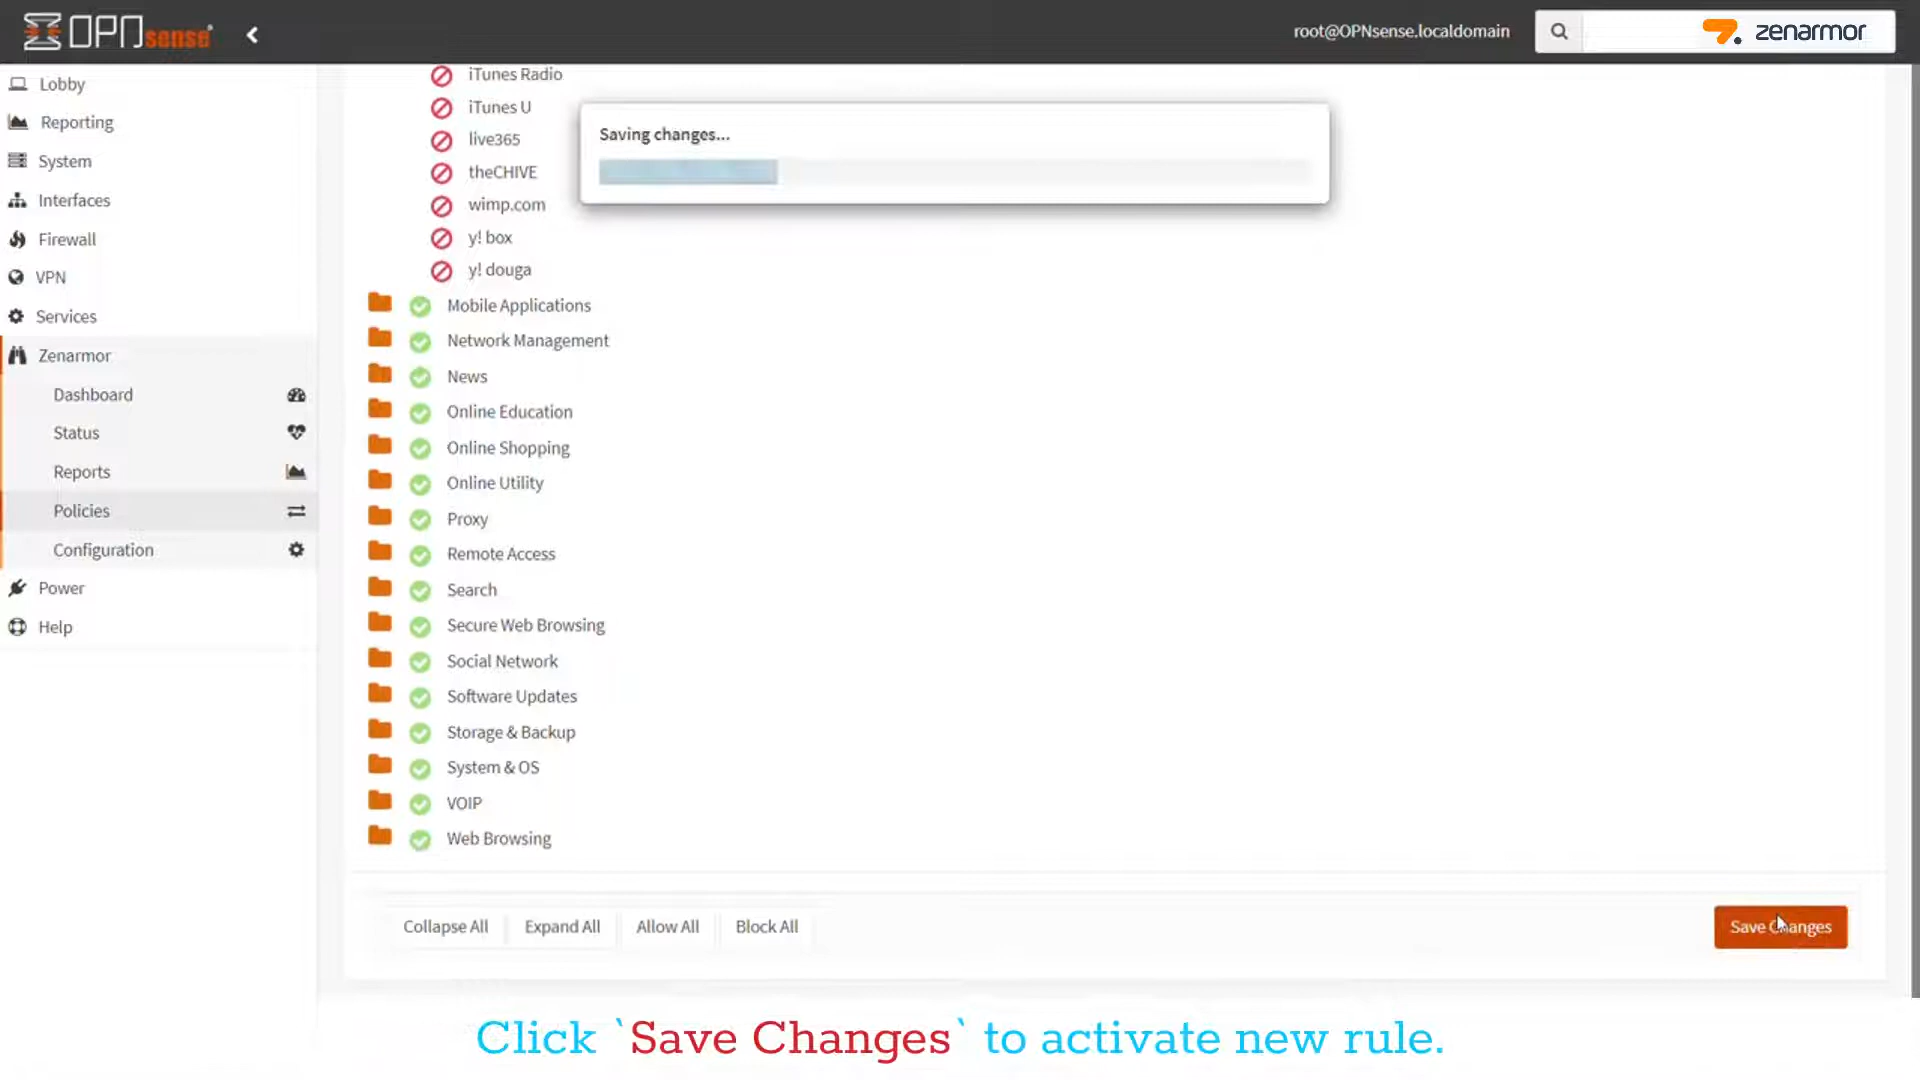 OPNsense
root@OPNsense.localdomain
zenarmor
Lobby
Reporting
System
Interfaces
Firewall
VPN
Services
Zenarmor
Dashboard
Status
Reports
Policies
Configuration
Power
Help
iTunes Radio
iTunes U
live365
theCHIVE
wimp.com
y! box
y! douga
Saving changes...
Mobile Applications
Network Management
News
Online Education
Online Shopping
Online Utility
Proxy
Remote Access
Search
Secure Web Browsing
Social Network
Software Updates
Storage & Backup
System & OS
VOIP
Web Browsing
Collapse All
Expand All
Allow All
Block All
Save Changes
Click `Save Changes` to activate new rule.